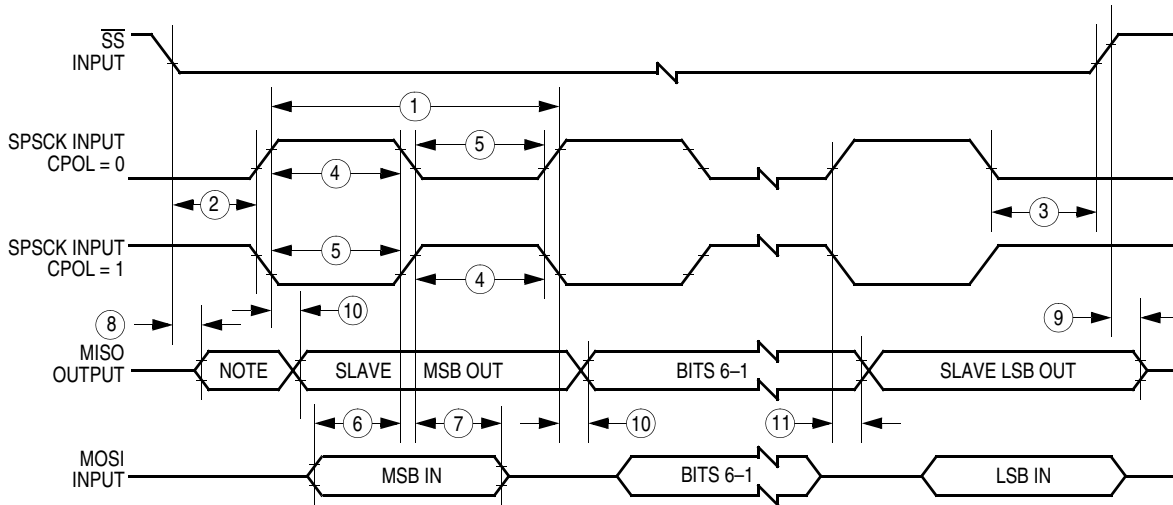 SS
INPUT
1
SPSCK INPUT
CPOL = 0
5
4
2
3
SPSCK INPUT
CPOL = 1
5
4
8
10
9
MISO
OUTPUT
NOTE
SLAVE MSB OUT
BITS 6–1
SLAVE LSB OUT
6
7
10
11
MOSI
INPUT
MSB IN
BITS 6–1
LSB IN